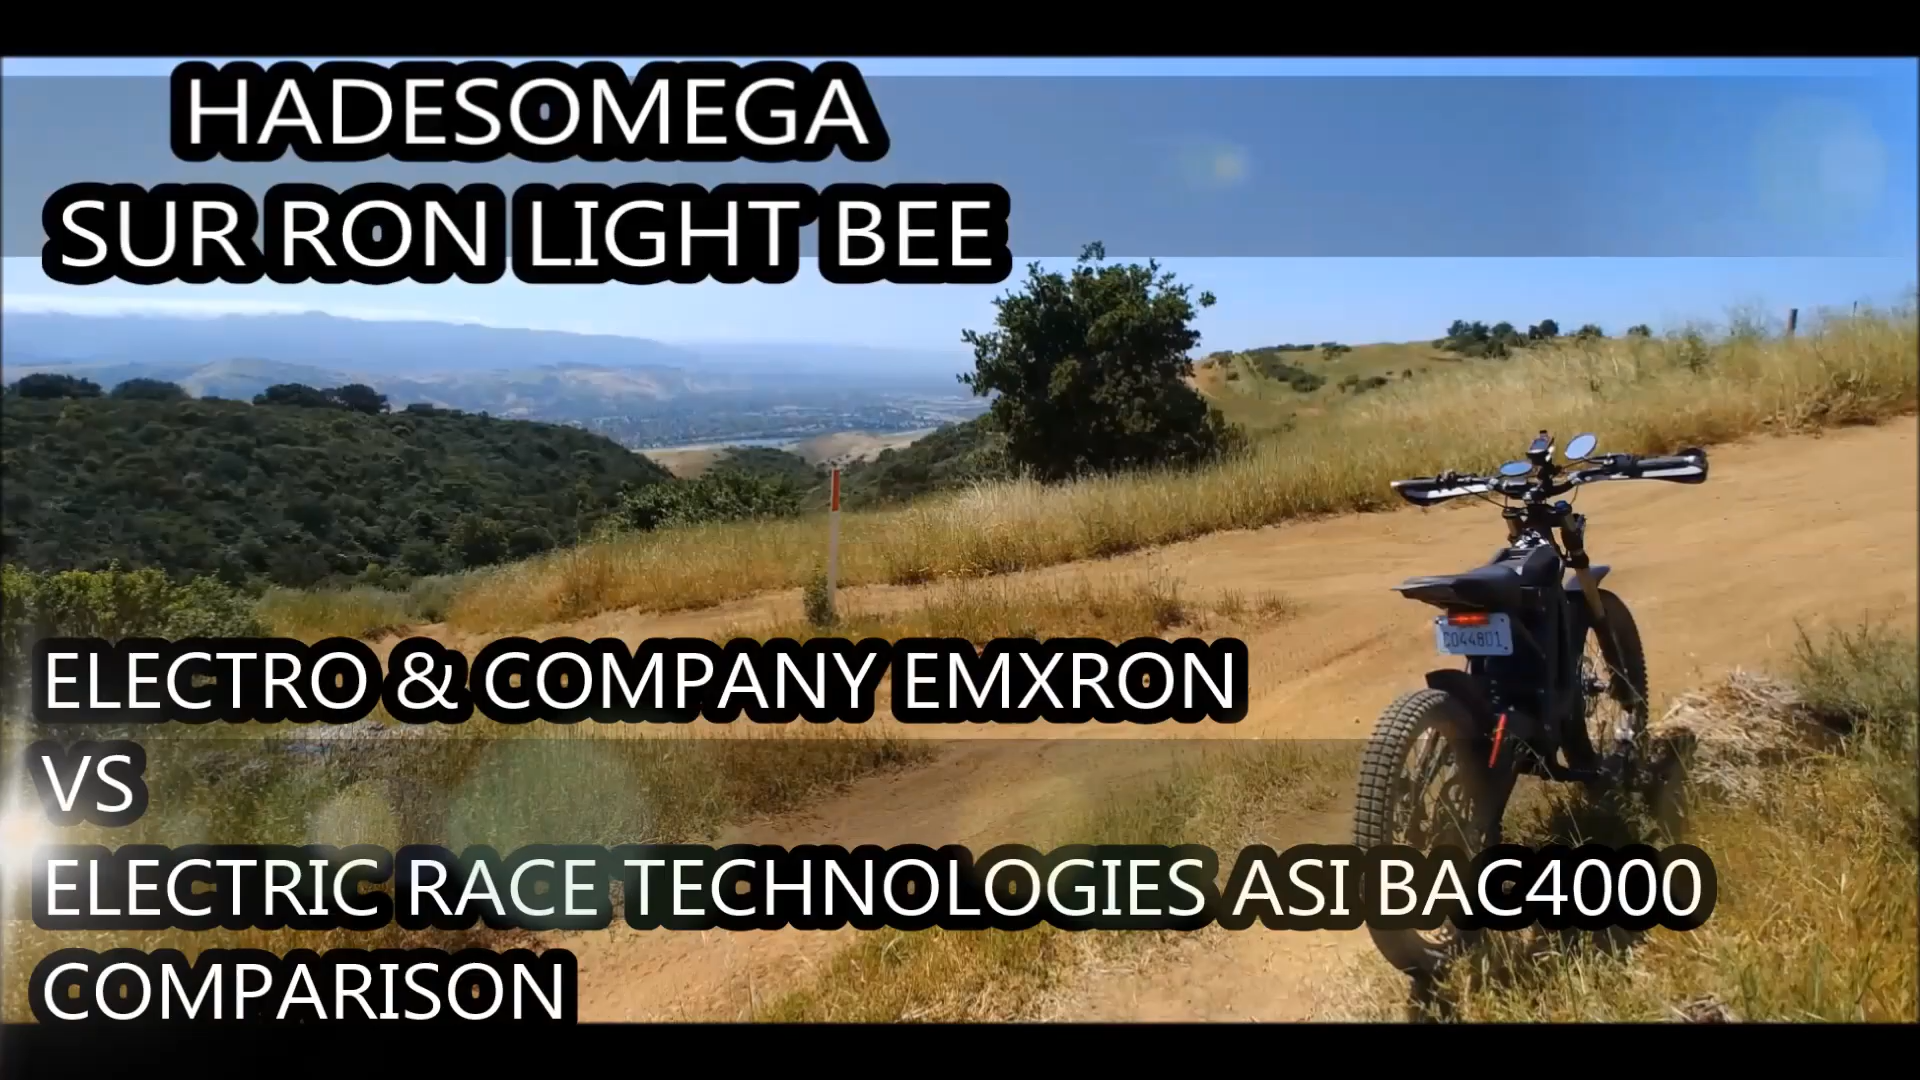 HADESOMEGA
SUR RON LIGHT BEE
ELECTRO & COMPANY EMXRON
VS
ELECTRIC RACE TECHNOLOGIES ASI BAC4000
COMPARISON